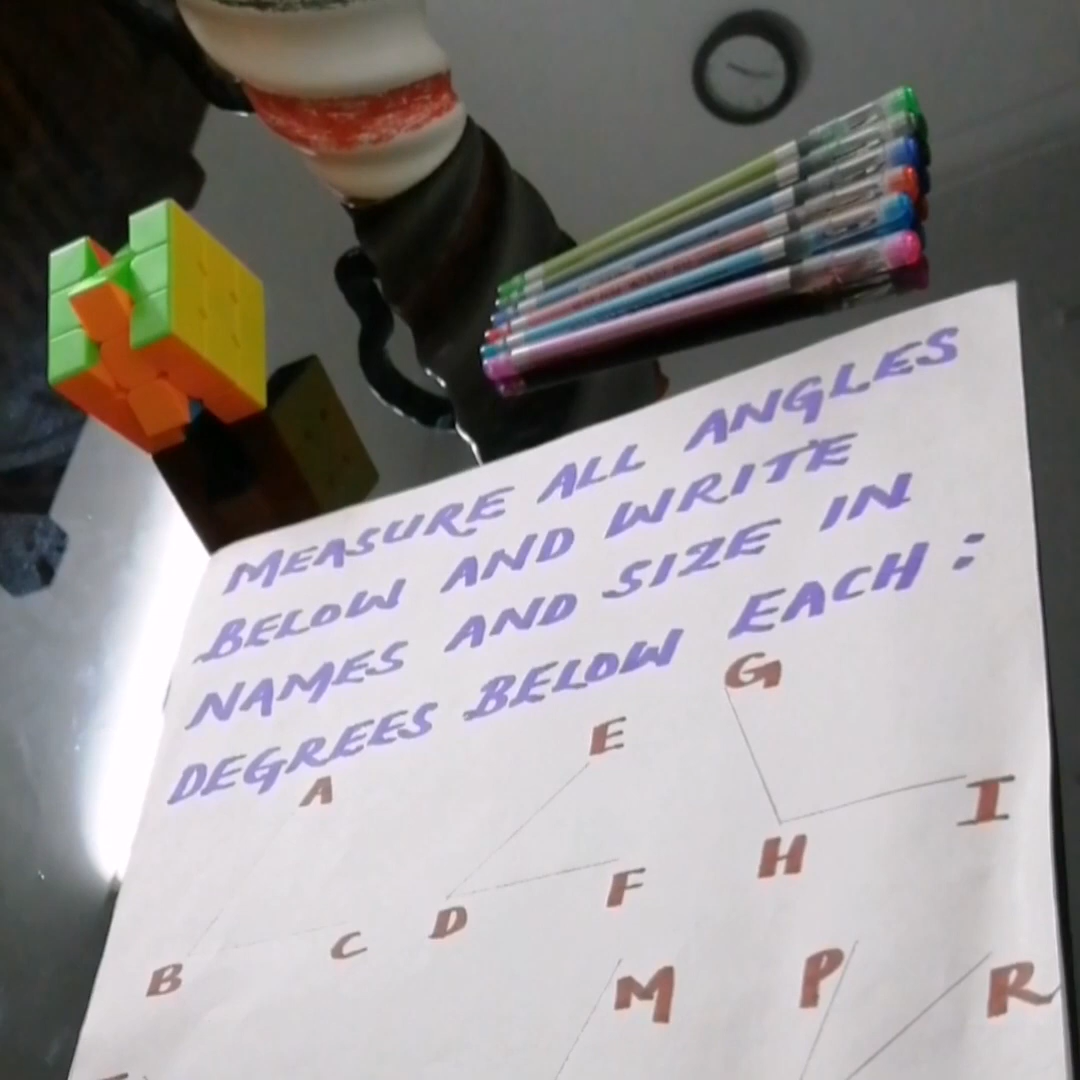 MEASURE ALL ANGLES
BELOW AND WRITE
NAMES AND SIZE IN
DEGREES BELOW EACH :
G
E
A
I
H
F
D
C
B
M
P
R